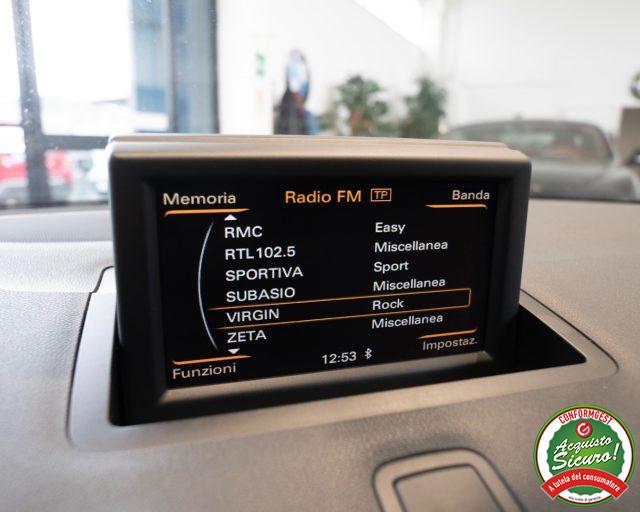 Memoria Radio FM TP Banda
RMC Easy
RTL102.5 Miscellanea
SPORTIVA Sport
SUBASIO Miscellanea
VIRGIN Rock
ZETA Miscellanea
Funzioni 12:53 Impostaz.
CONFORMGEST
Acquisto
Sicuro!
A tutela del consumatore